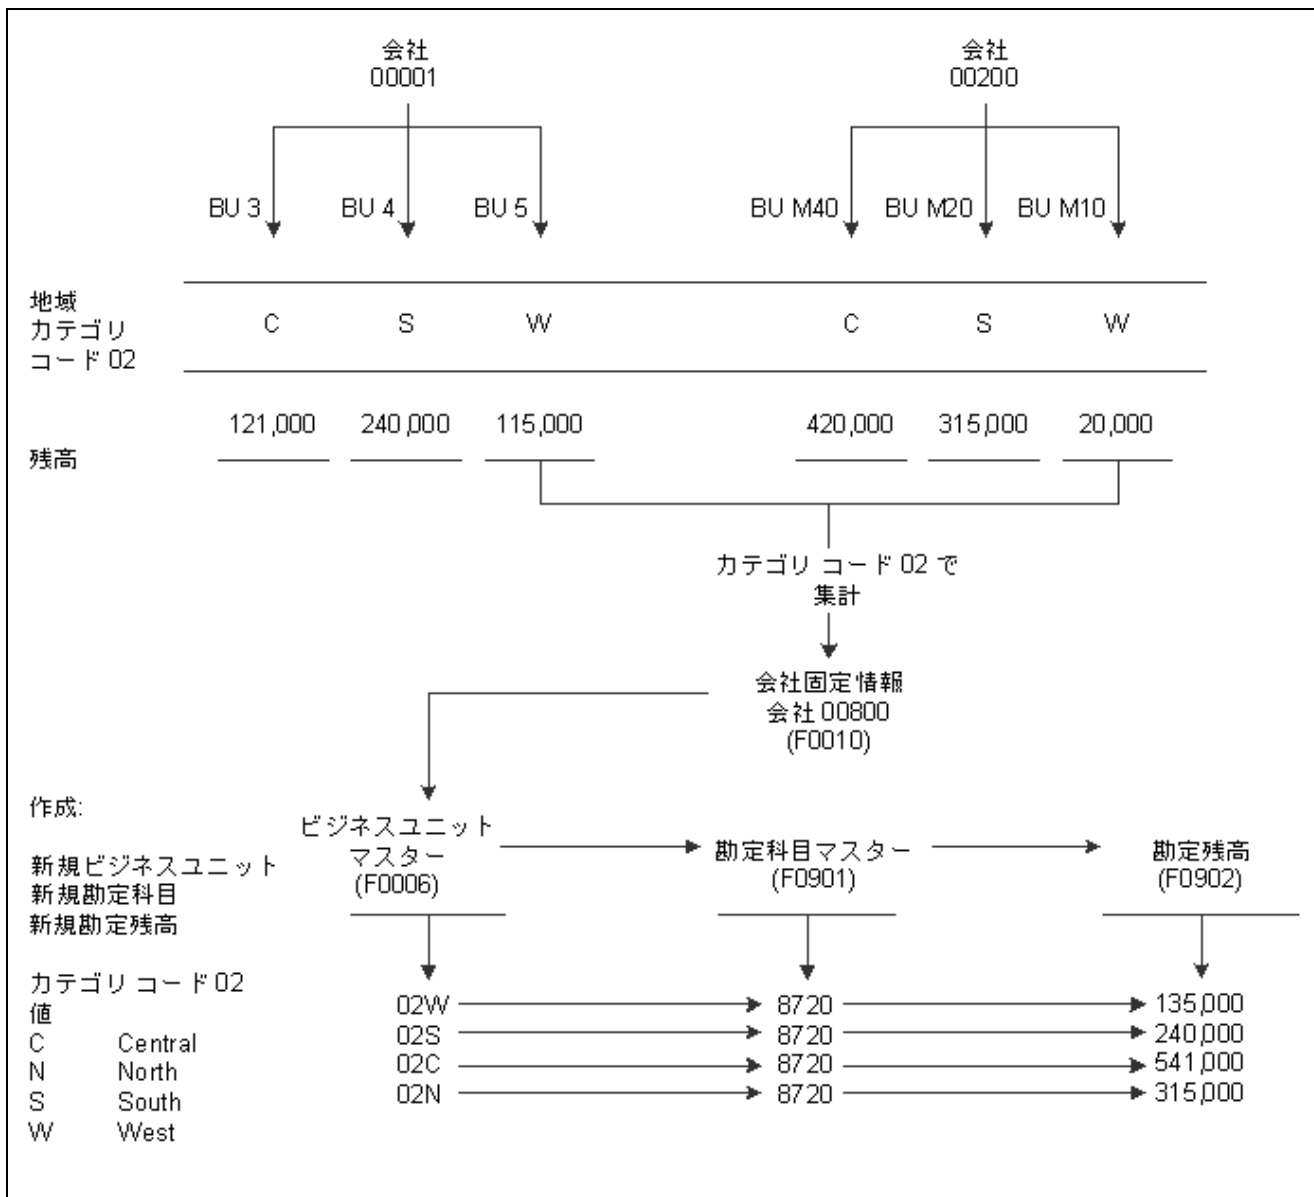 会社
00001
会社
00200
BU 3
BU 4
BU 5
BU M40
BU M20
BU M10
地域
カテゴリ
コード 02
C
S
W
C
S
W
残高
121,000
240,000
115,000
420,000
315,000
20,000
カテゴリ コード 02 で
集計
会社固定情報
会社 00800
(F0010)
作成:
新規ビジネスユニット
新規勘定科目
新規勘定残高
ビジネスユニット
マスター
(F0006)
勘定科目マスター
(F0901)
勘定残高
(F0902)
カテゴリ コード 02
値
C Central
N North
S South
W West
02W 8720 135,000
02S 8720 240,000
02C 8720 541,000
02N 8720 315,000